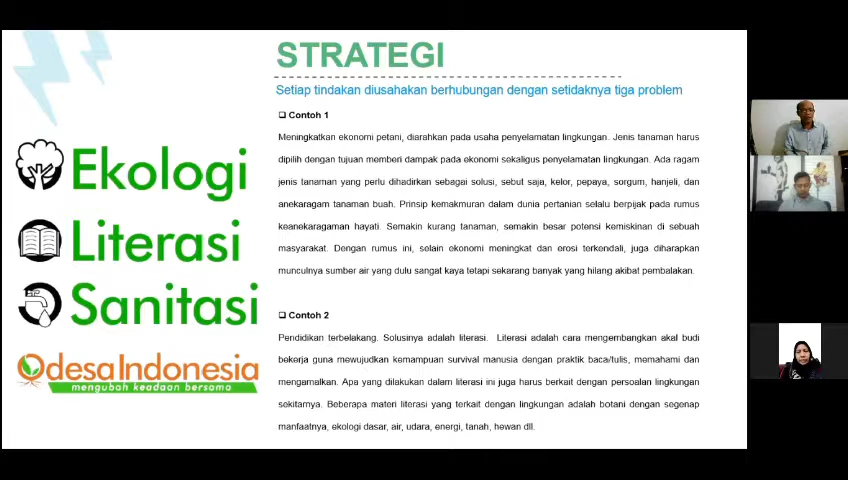 STRATEGI
Setiap tindakan diusahakan berhubungan dengan setidaknya tiga problem
Contoh 1
Meningkatkan ekonomi petani, diarahkan pada usaha penyelamatan lingkungan. Jenis tanaman harus
dipilih dengan tujuan memberi dampak pada ekonomi sekaligus penyelamatan lingkungan. Ada ragam
jenis tanaman yang perlu dihadirkan sebagai solusi, sebut saja, kelor, pepaya, sorgum, hanjeli, dan
anekaragam tanaman buah. Prinsip kemakmuran dalam dunia pertanian selalu berpijak pada rumus
keanekaragaman hayati. Semakin kurang tanaman, semakin besar potensi kemiskinan di sebuah
masyarakat. Dengan rumus ini, selain ekonomi meningkat dan erosi terkendali, juga diharapkan
munculnya sumber air yang dulu sangat kaya tetapi sekarang banyak yang hilang akibat pembalakan.
Contoh 2
Pendidikan terbelakang. Solusinya adalah literasi. Literasi adalah cara mengembangkan akal budi
bekerja guna mewujudkan kemampuan survival manusia dengan praktik baca/tulis, memahami dan
mengamalkan. Apa yang dilakukan dalam literasi ini juga harus berkait dengan persoalan lingkungan
sekitarnya. Beberapa materi literasi yang terkait dengan lingkungan adalah botani dengan segenap
manfaatnya, ekologi dasar, air, udara, energi, tanah, hewan dll.
Ekologi
Literasi
Sanitasi
Odesa Indonesia
mengubah keadaan bersama